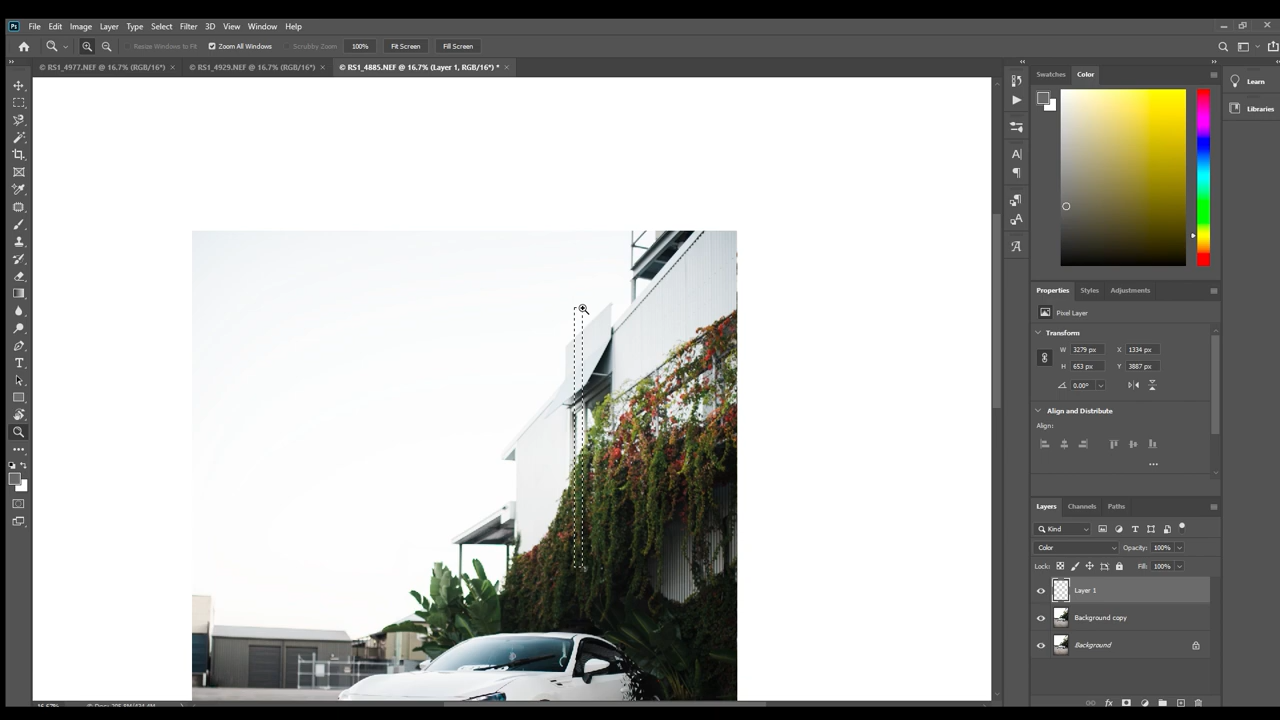 Ps File Edit Image Layer Type Select Filter 3D View Window Help
Resize Windows to Fit Zoom All Windows Scrubby Zoom 100% Fit Screen Fill Screen
© RS1_4977.NEF @ 16.7% (RGB/16*) × © RS1_4929.NEF @ 16.7% (RGB/16*) × © RS1_4885.NEF @ 16.7% (Layer 1, RGB/16*) * ×
Swatches Color
Learn
Libraries
Properties Styles Adjustments
Pixel Layer
Transform
W 3279 px X 1334 px
H 653 px Y 3887 px
0.00°
Align and Distribute
Align:
Layers Channels Paths
Kind
Color Opacity: 100%
Lock: Fill: 100%
Layer 1
Background copy
Background
fx